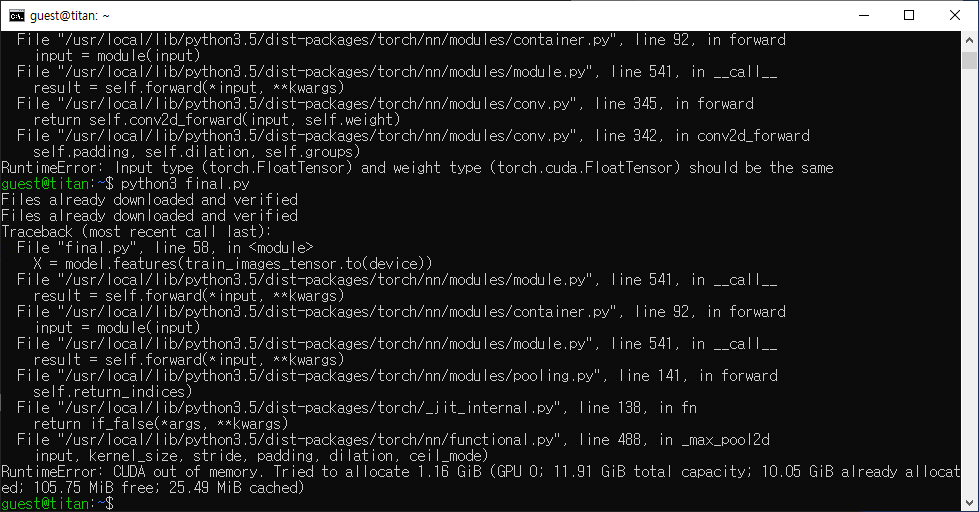 guest@titan: ~
File "/usr/local/lib/python3.5/dist-packages/torch/nn/modules/container.py", line 92, in forward
input = module(input)
File "/usr/local/lib/python3.5/dist-packages/torch/nn/modules/module.py", line 541, in __call__
result = self.forward(*input, **kwargs)
File "/usr/local/lib/python3.5/dist-packages/torch/nn/modules/conv.py", line 345, in forward
return self.conv2d_forward(input, self.weight)
File "/usr/local/lib/python3.5/dist-packages/torch/nn/modules/conv.py", line 342, in conv2d_forward
self.padding, self.dilation, self.groups)
RuntimeError: Input type (torch.FloatTensor) and weight type (torch.cuda.FloatTensor) should be the same
guest@titan:~$ python3 final.py
Files already downloaded and verified
Files already downloaded and verified
Traceback (most recent call last):
File "final.py", line 58, in <module>
X = model.features(train_images_tensor.to(device))
File "/usr/local/lib/python3.5/dist-packages/torch/nn/modules/module.py", line 541, in __call__
result = self.forward(*input, **kwargs)
File "/usr/local/lib/python3.5/dist-packages/torch/nn/modules/container.py", line 92, in forward
input = module(input)
File "/usr/local/lib/python3.5/dist-packages/torch/nn/modules/module.py", line 541, in __call__
result = self.forward(*input, **kwargs)
File "/usr/local/lib/python3.5/dist-packages/torch/nn/modules/pooling.py", line 141, in forward
self.return_indices)
File "/usr/local/lib/python3.5/dist-packages/torch/_jit_internal.py", line 138, in fn
return if_false(*args, **kwargs)
File "/usr/local/lib/python3.5/dist-packages/torch/nn/functional.py", line 488, in _max_pool2d
input, kernel_size, stride, padding, dilation, ceil_mode)
RuntimeError: CUDA out of memory. Tried to allocate 1.16 GiB (GPU 0; 11.91 GiB total capacity; 10.05 GiB already allocat
ed; 105.75 MiB free; 25.49 MiB cached)
guest@titan:~$